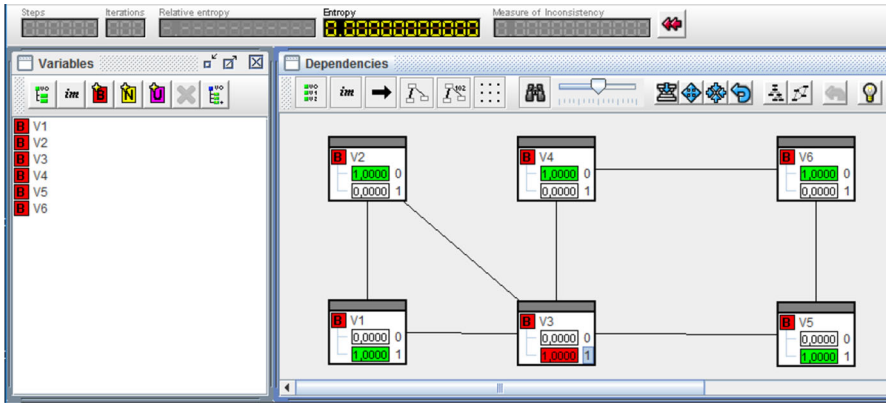 Steps Iterations Relative entropy Entropy Measure of Inconsistency
Variables
Dependencies
im
B N U
im
B V1
B V2
B V3
B V4
B V5
B V6
B V2
1,0000 0
0,0000 1
B V4
1,0000 0
0,0000 1
B V6
1,0000 0
0,0000 1
B V1
0,0000 0
1,0000 1
B V3
0,0000 0
1,0000 1
B V5
0,0000 0
1,0000 1